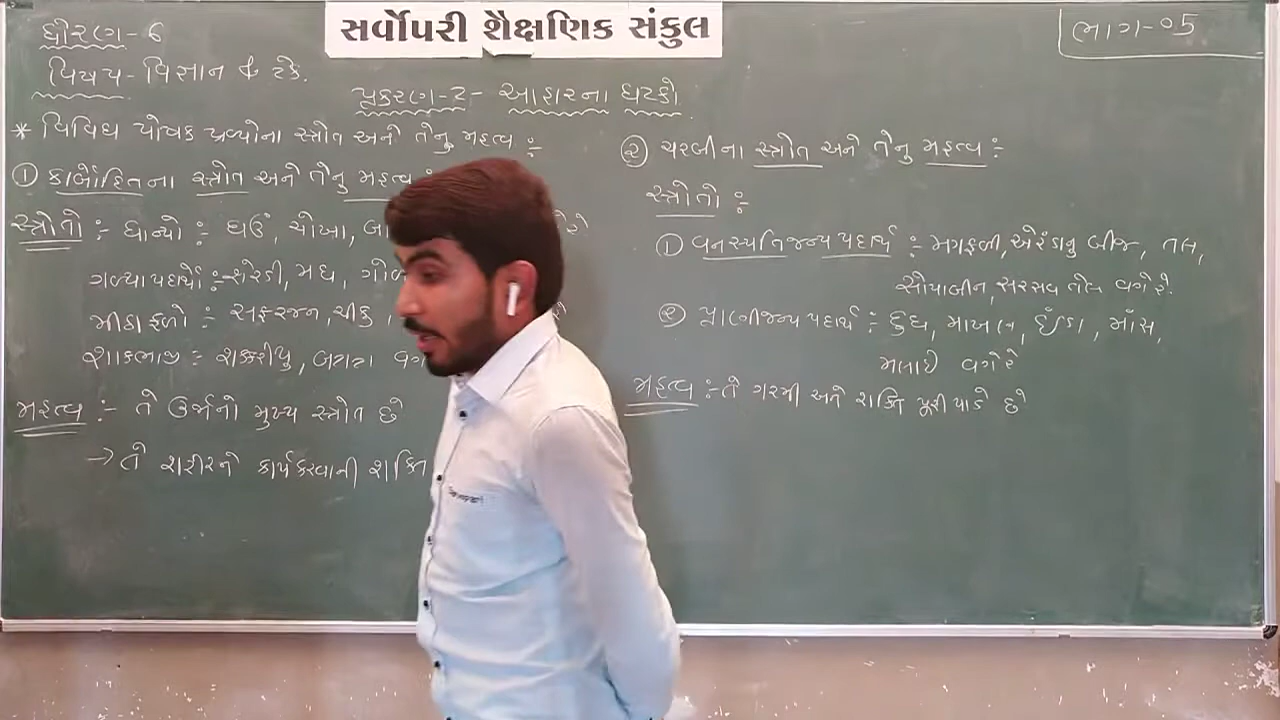 સર્વોપરી શૈક્ષણિક સંકુલ
ધોરણ-6
ભાગ-05
વિષય-વિજ્ઞાન & ટેક.
પ્રકરણ-2- આહારના ઘટકો
* વિવિધ પોષક દ્રવ્યોના સ્ત્રોત અને તેનુ મહત્વ :-
① કાર્બોદિતના સ્ત્રોત અને તેનુ મહત્વ :
સ્ત્રોતો :- ધાન્યો :- ઘઉં, ચોખા,
ગળ્યા પદાર્થો :- શેરડી, મધ, ગોળ
મીઠા ફળો :- સફરજન, ચીકુ,
શાકભાજી :- શક્કરીયુ, બટાટા વગ
મહત્વ :- તે ઉર્જાનો મુખ્ય સ્ત્રોત છે
→ તે શરીરને કાર્ય કરવાની શક્તિ
② ચરબીના સ્ત્રોત અને તેનુ મહત્વ :-
સ્ત્રોતો :-
① વનસ્પતિજન્ય પદાર્થ :- મગફળી, એરંડાનુ બીજ, તલ,
સોયાબીન, સરસવ તેલ વગેરે.
② પ્રાણીજન્ય પદાર્થ :- દુધ, માખણ, ઈંડા, માઁસ,
મલાઈ વગેરે
મહત્વ :- તે ગરમી અને શક્તિ પૂરી પાડે છે